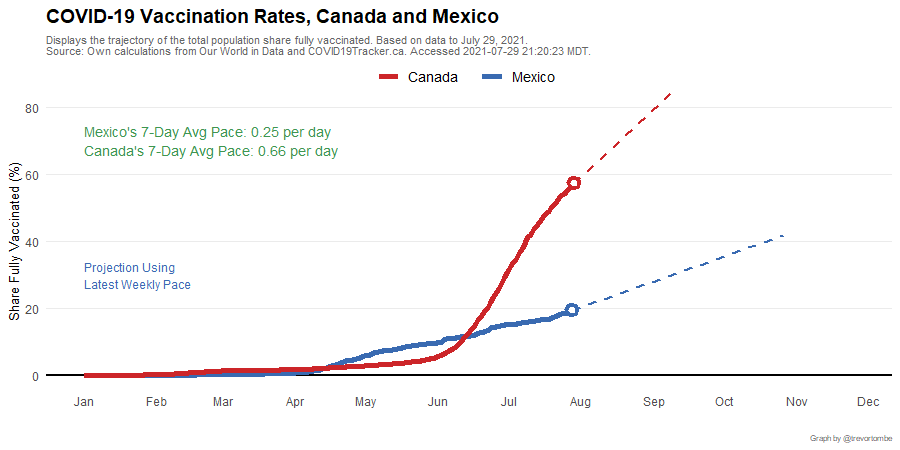 COVID-19 Vaccination Rates, Canada and Mexico
Displays the trajectory of the total population share fully vaccinated. Based on data to July 29, 2021.
Source: Own calculations from Our World in Data and COVID19Tracker.ca. Accessed 2021-07-29 21:20:23 MDT.
Canada Mexico
Share Fully Vaccinated (%)
80
60
40
20
0
Mexico's 7-Day Avg Pace: 0.25 per day
Canada's 7-Day Avg Pace: 0.66 per day
Projection Using
Latest Weekly Pace
Jan Feb Mar Apr May Jun Jul Aug Sep Oct Nov Dec
Graph by @trevortombe